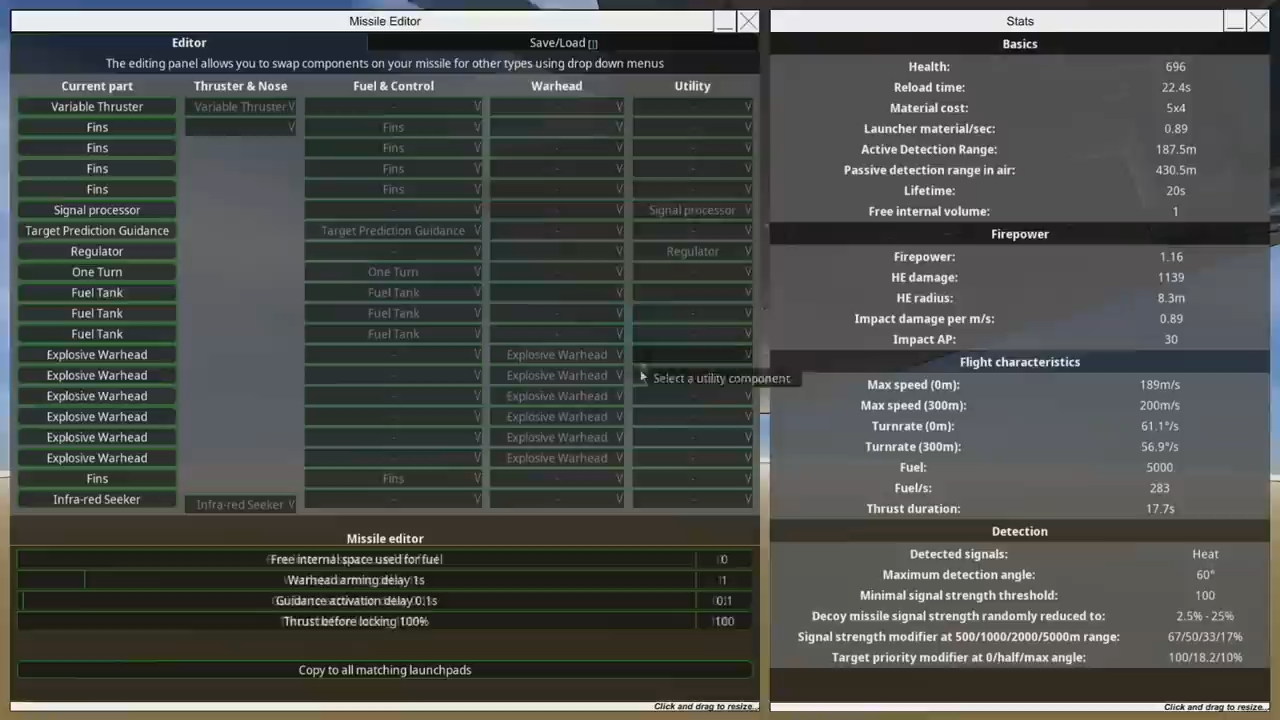 Missile Editor
Editor
Save/Load []
The editing panel allows you to swap components on your missile for other types using drop down menus
Current part Thruster & Nose Fuel & Control Warhead Utility
Variable Thruster Variable Thruster V - V - V - V
Fins V Fins V - V - V
Fins Fins V - V - V
Fins Fins V - V - V
Fins Fins V - V - V
Signal processor - V - V Signal processor V
Target Prediction Guidance Target Prediction Guidance V - V - V
Regulator - V - V Regulator V
One Turn One Turn V - V - V
Fuel Tank Fuel Tank V - V - V
Fuel Tank Fuel Tank V - V - V
Fuel Tank Fuel Tank V - V - V
Explosive Warhead - V Explosive Warhead V V
Explosive Warhead - V Explosive Warhead V
Select a utility component
Explosive Warhead - V Explosive Warhead V - V
Explosive Warhead - V Explosive Warhead V - V
Explosive Warhead - V Explosive Warhead V - V
Explosive Warhead - V Explosive Warhead V - V
Fins Fins V - V - V
Infra-red Seeker Infra-red Seeker V - V - V - V
Missile editor
Free internal space used for fuel 0
Warhead arming delay 1s 1
Guidance activation delay 0.1s 0.1
Thrust before locking 100% 100
Copy to all matching launchpads
Click and drag to resize...
Stats
Basics
Health: 696
Reload time: 22.4s
Material cost: 5x4
Launcher material/sec: 0.89
Active Detection Range: 187.5m
Passive detection range in air: 430.5m
Lifetime: 20s
Free internal volume: 1
Firepower
Firepower: 1.16
HE damage: 1139
HE radius: 8.3m
Impact damage per m/s: 0.89
Impact AP: 30
Flight characteristics
Max speed (0m): 189m/s
Max speed (300m): 200m/s
Turnrate (0m): 61.1°/s
Turnrate (300m): 56.9°/s
Fuel: 5000
Fuel/s: 283
Thrust duration: 17.7s
Detection
Detected signals: Heat
Maximum detection angle: 60°
Minimal signal strength threshold: 100
Decoy missile signal strength randomly reduced to: 2.5% - 25%
Signal strength modifier at 500/1000/2000/5000m range: 67/50/33/17%
Target priority modifier at 0/half/max angle: 100/18.2/10%
Click and drag to resize...